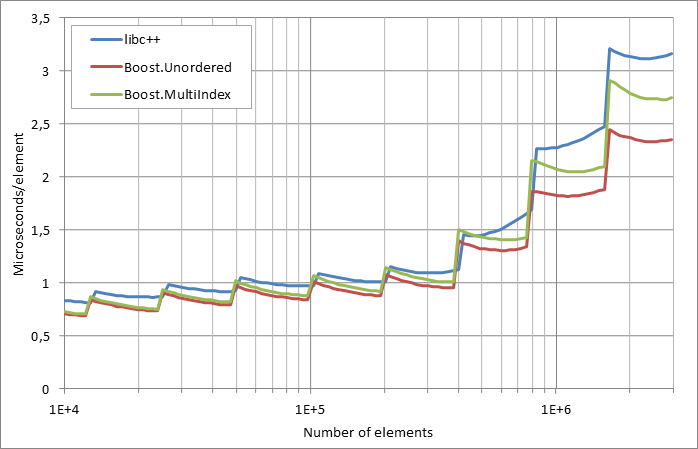 3,5
libc++
Boost.Unordered
Boost.MultiIndex
3
2,5
2
1,5
1
0,5
0
Microseconds/element
1E+4
1E+5
1E+6
Number of elements